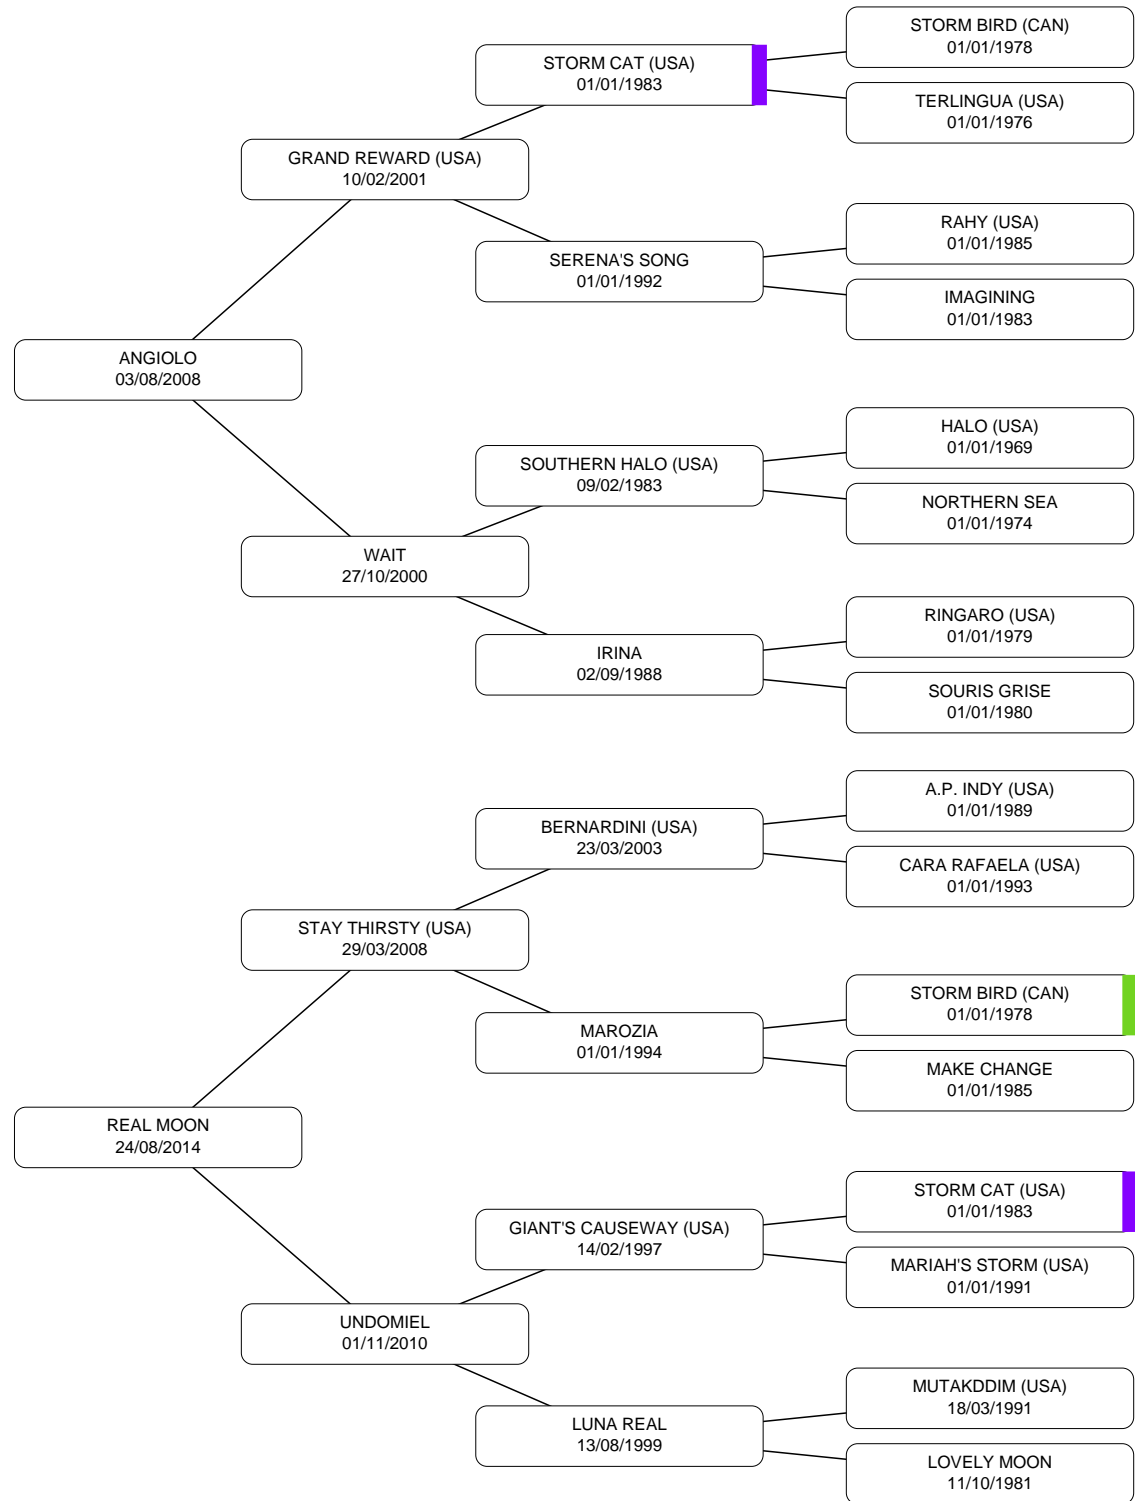 STORM BIRD (CAN)
01/01/1978
STORM CAT (USA)
01/01/1983
TERLINGUA (USA)
01/01/1976
GRAND REWARD (USA)
10/02/2001
RAHY (USA)
01/01/1985
SERENA'S SONG
01/01/1992
IMAGINING
01/01/1983
ANGIOLO
03/08/2008
HALO (USA)
01/01/1969
SOUTHERN HALO (USA)
09/02/1983
NORTHERN SEA
01/01/1974
WAIT
27/10/2000
RINGARO (USA)
01/01/1979
IRINA
02/09/1988
SOURIS GRISE
01/01/1980
A.P. INDY (USA)
01/01/1989
BERNARDINI (USA)
23/03/2003
CARA RAFAELA (USA)
01/01/1993
STAY THIRSTY (USA)
29/03/2008
STORM BIRD (CAN)
01/01/1978
MAROZIA
01/01/1994
MAKE CHANGE
01/01/1985
REAL MOON
24/08/2014
STORM CAT (USA)
01/01/1983
GIANT'S CAUSEWAY (USA)
14/02/1997
MARIAH'S STORM (USA)
01/01/1991
UNDOMIEL
01/11/2010
MUTAKDDIM (USA)
18/03/1991
LUNA REAL
13/08/1999
LOVELY MOON
11/10/1981